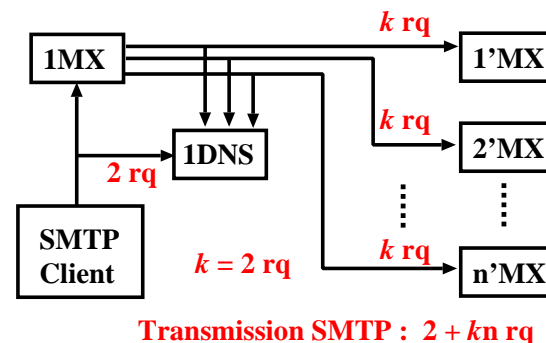 k rq
1MX
1'MX
k rq
1DNS
2'MX
2 rq
SMTP
Client
k = 2 rq
k rq
n'MX
Transmission SMTP : 2 + kn rq